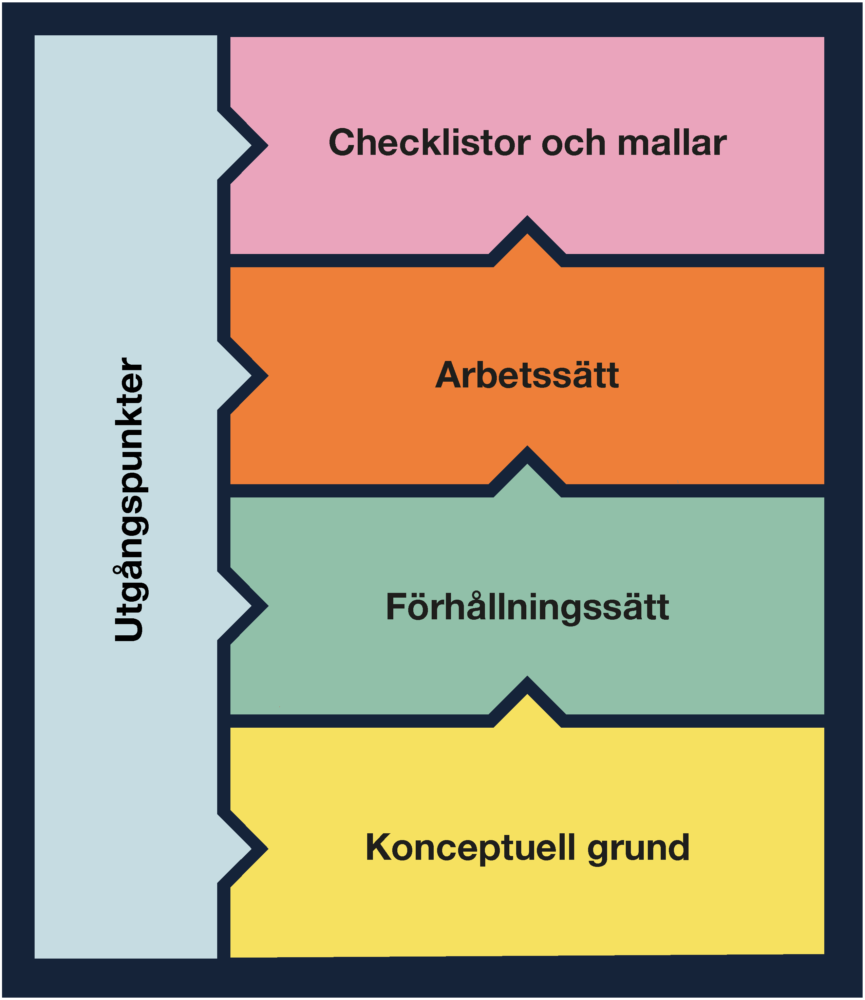 Utgångspunkter
Checklistor och mallar
Arbetssätt
Förhållningssätt
Konceptuell grund